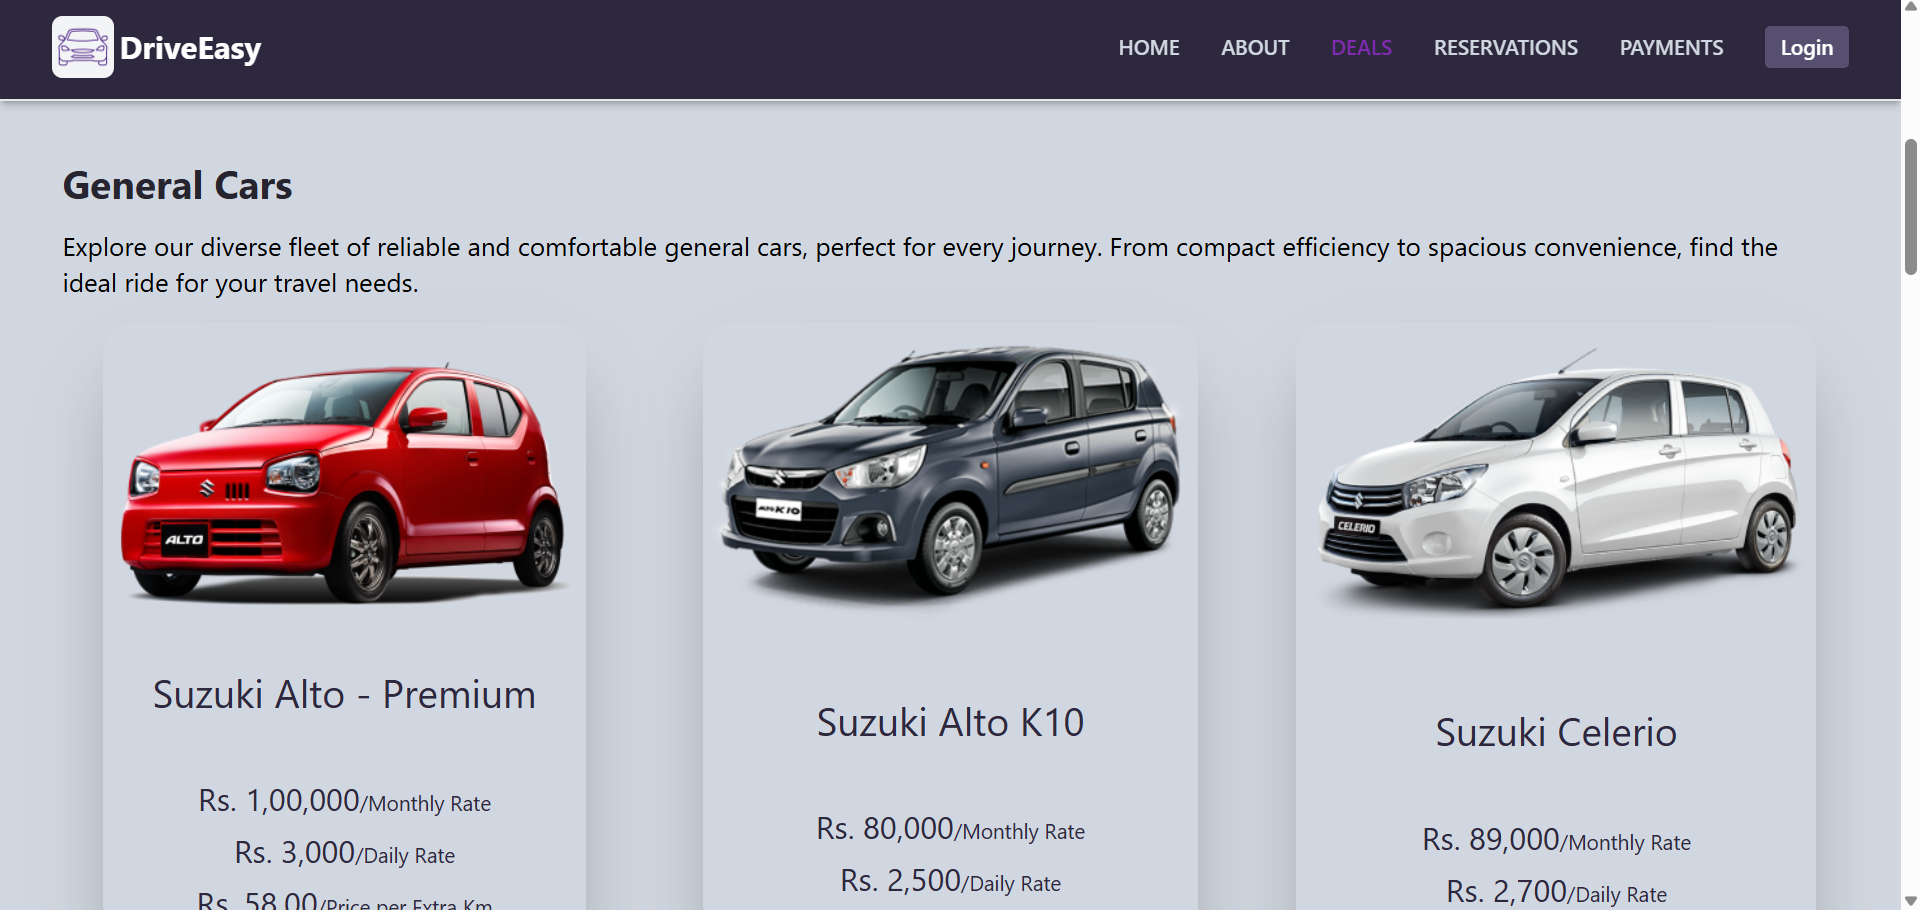 DriveEasy
HOME ABOUT DEALS RESERVATIONS PAYMENTS Login
General Cars
Explore our diverse fleet of reliable and comfortable general cars, perfect for every journey. From compact efficiency to spacious convenience, find the
ideal ride for your travel needs.
ALTO
ALTO K10
CELERIO
Suzuki Alto - Premium
Rs. 1,00,000/Monthly Rate
Rs. 3,000/Daily Rate
Rs. 58.00/Price per Extra Km
Suzuki Alto K10
Rs. 80,000/Monthly Rate
Rs. 2,500/Daily Rate
Suzuki Celerio
Rs. 89,000/Monthly Rate
Rs. 2,700/Daily Rate